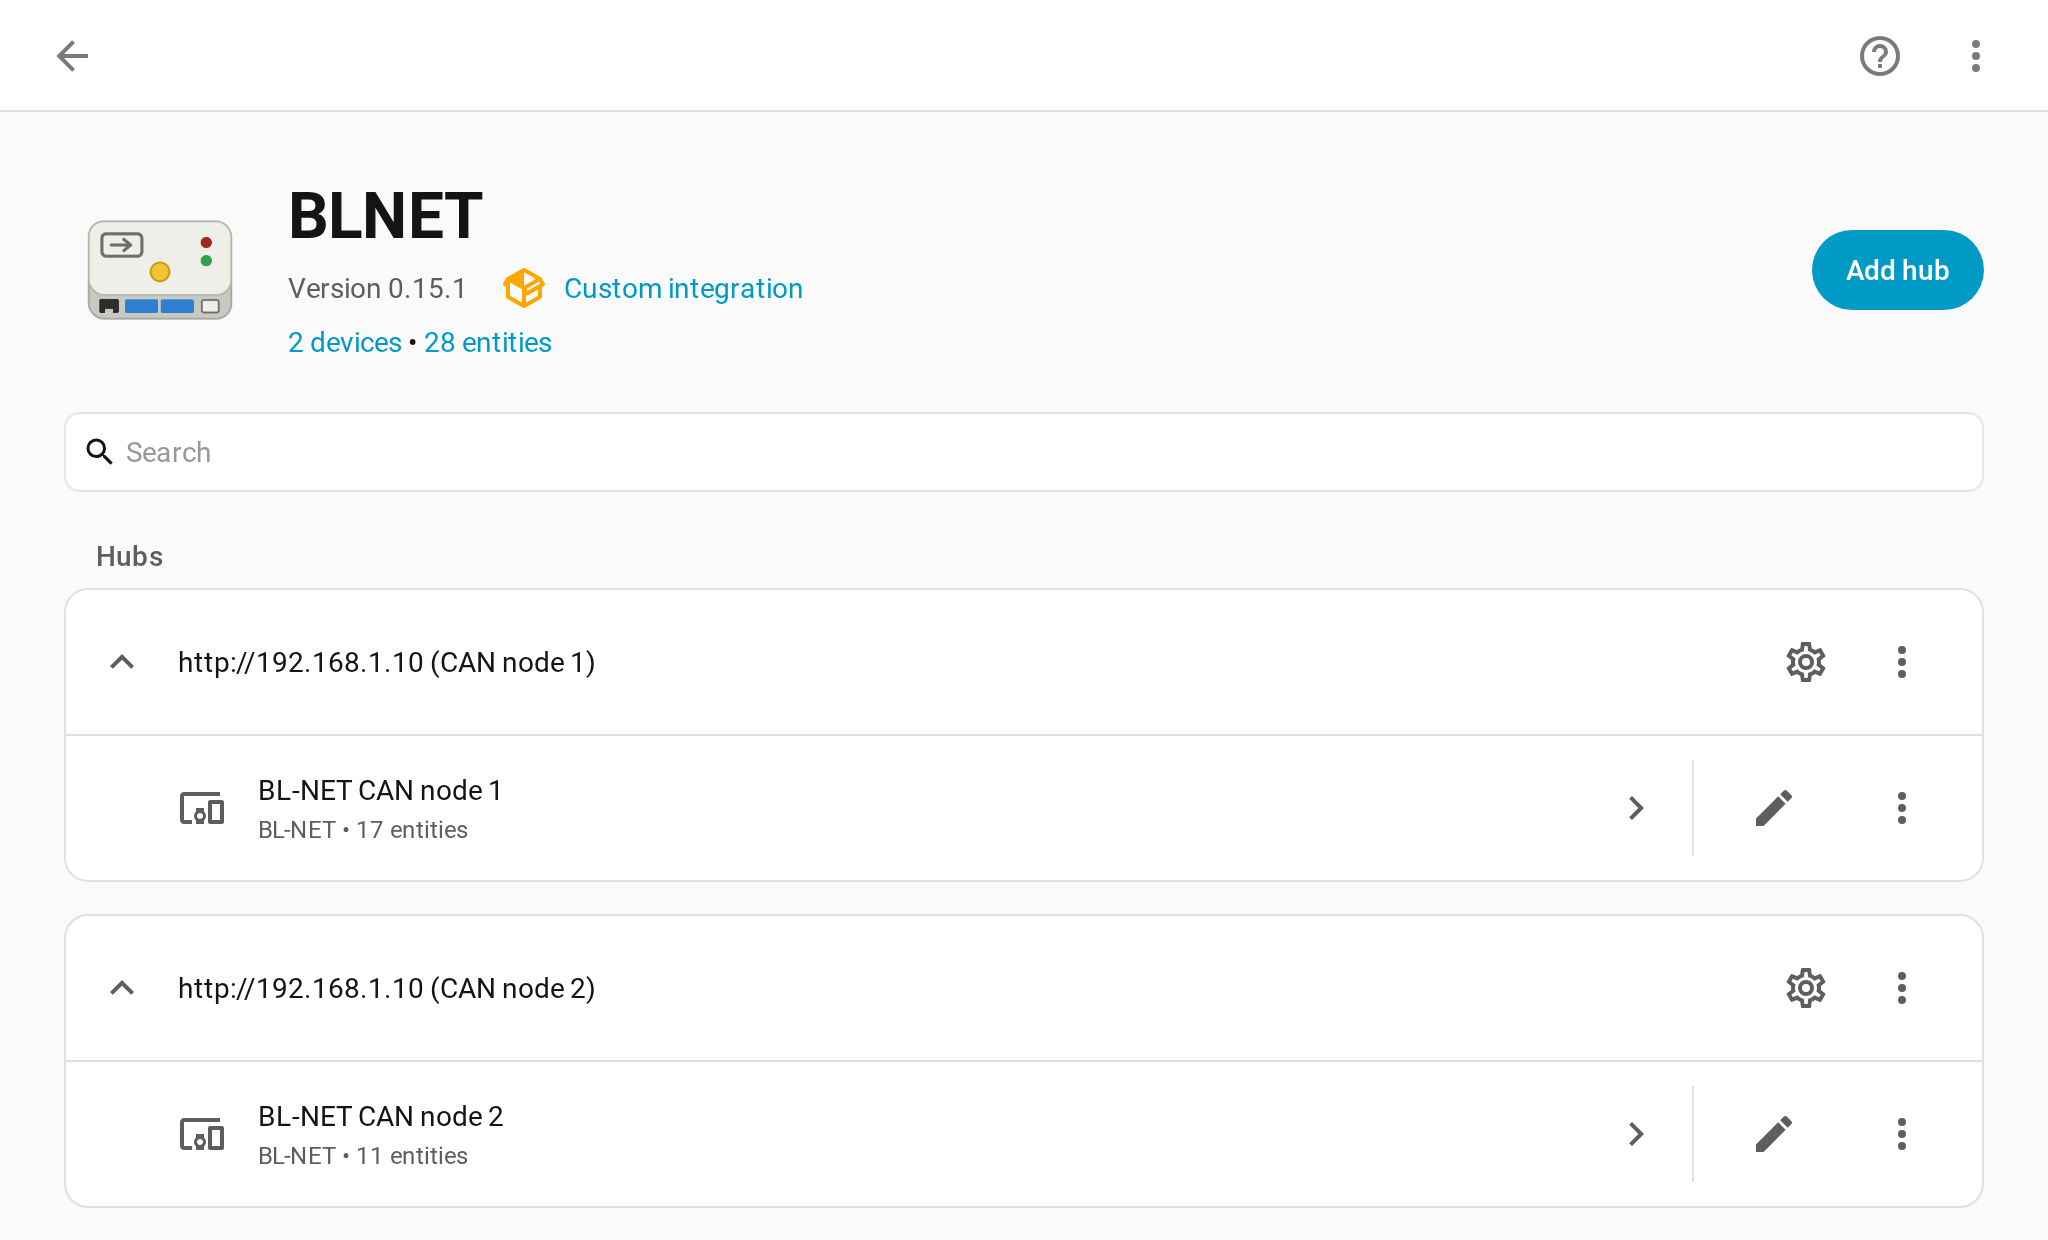 BLNET
Version 0.15.1 Custom integration
2 devices • 28 entities
Add hub
Search
Hubs
http://192.168.1.10 (CAN node 1)
BL-NET CAN node 1
BL-NET • 17 entities
http://192.168.1.10 (CAN node 2)
BL-NET CAN node 2
BL-NET • 11 entities